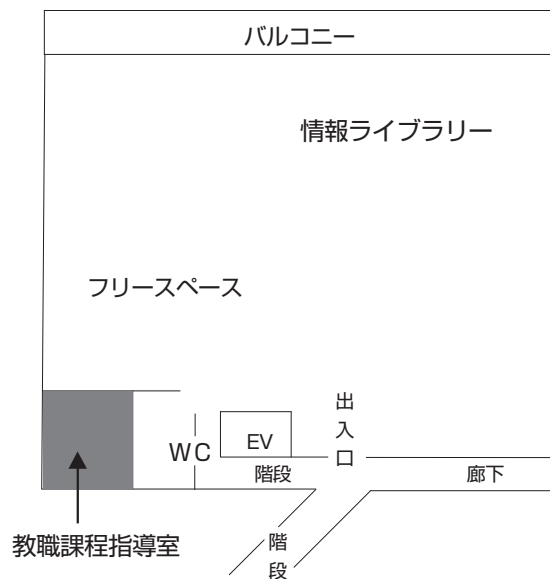 バルコニー
情報ライブラリー
フリースペース
出入口
EV
WC
階段
廊下
教職課程指導室
階段